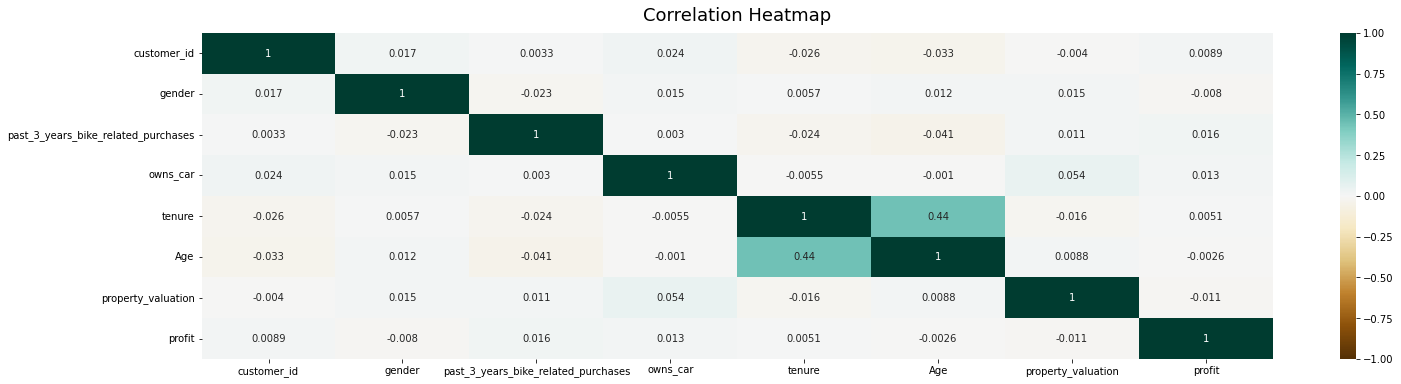 Correlation Heatmap
customer_id 1 0.017 0.0033 0.024 -0.026 -0.033 -0.004 0.0089
gender 0.017 1 -0.023 0.015 0.0057 0.012 0.015 -0.008
past_3_years_bike_related_purchases 0.0033 -0.023 1 0.003 -0.024 -0.041 0.011 0.016
owns_car 0.024 0.015 0.003 1 -0.0055 -0.001 0.054 0.013
tenure -0.026 0.0057 -0.024 -0.0055 1 0.44 -0.016 0.0051
Age -0.033 0.012 -0.041 -0.001 0.44 1 0.0088 -0.0026
property_valuation -0.004 0.015 0.011 0.054 -0.016 0.0088 1 -0.011
profit 0.0089 -0.008 0.016 0.013 0.0051 -0.0026 -0.011 1
customer_id gender past_3_years_bike_related_purchases owns_car tenure Age property_valuation profit
1.00
0.75
0.50
0.25
0.00
−0.25
−0.50
−0.75
−1.00